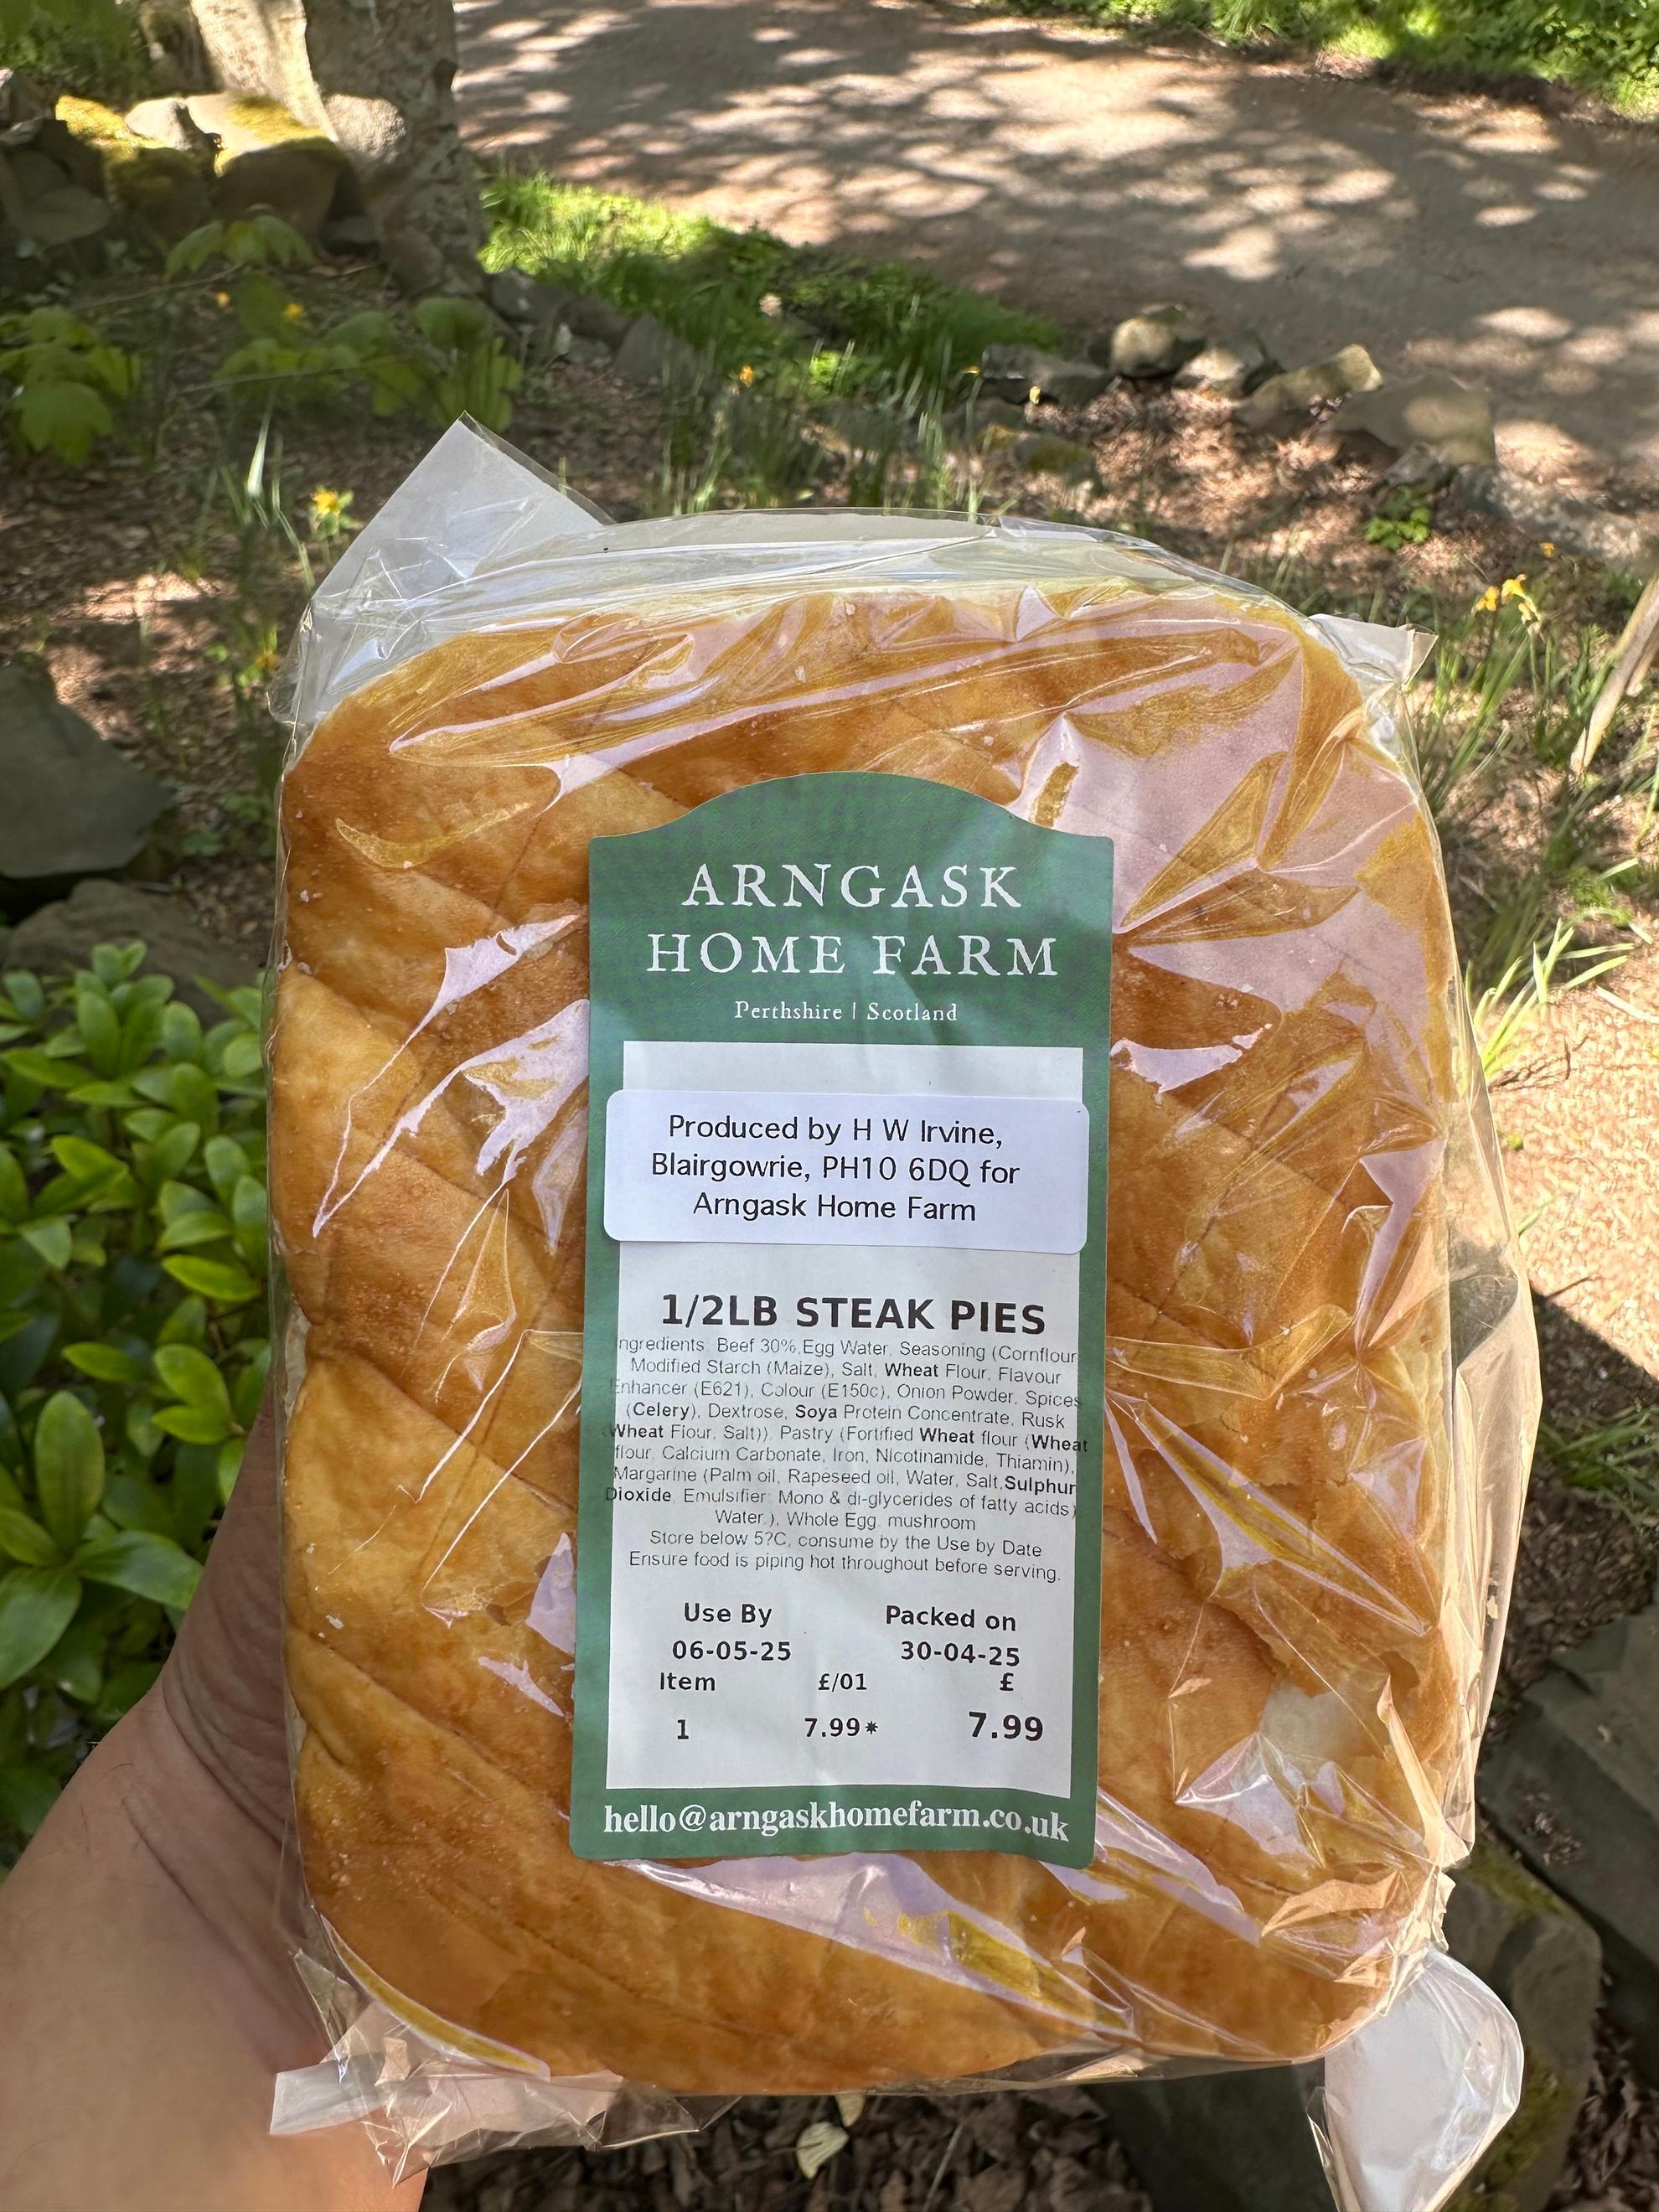 ARNGASK
HOME FARM
Perthshire | Scotland
Produced by H W Irvine,
Blairgowrie, PH10 6DQ for
Arngask Home Farm
1/2LB STEAK PIES
ngredients: Beef 30%,Egg Water, Seasoning (Cornflour
Modified Starch (Maize), Salt, Wheat Flour, Flavour
Enhancer (E621), Colour (E150c), Onion Powder, Spices
(Celery), Dextrose, Soya Protein Concentrate, Rusk
(Wheat Flour, Salt)), Pastry (Fortified Wheat flour (Wheat
flour, Calcium Carbonate, Iron, Nicotinamide, Thiamin),
Margarine (Palm oil, Rapeseed oil, Water, Salt,Sulphur
Dioxide, Emulsifier: Mono & di-glycerides of fatty acids)
Water ), Whole Egg. mushroom
Store below 5?C, consume by the Use by Date
Ensure food is piping hot throughout before serving.
Use By Packed on
06-05-25 30-04-25
Item £/01 £
1 7.99* 7.99
hello@arngaskhomefarm.co.uk